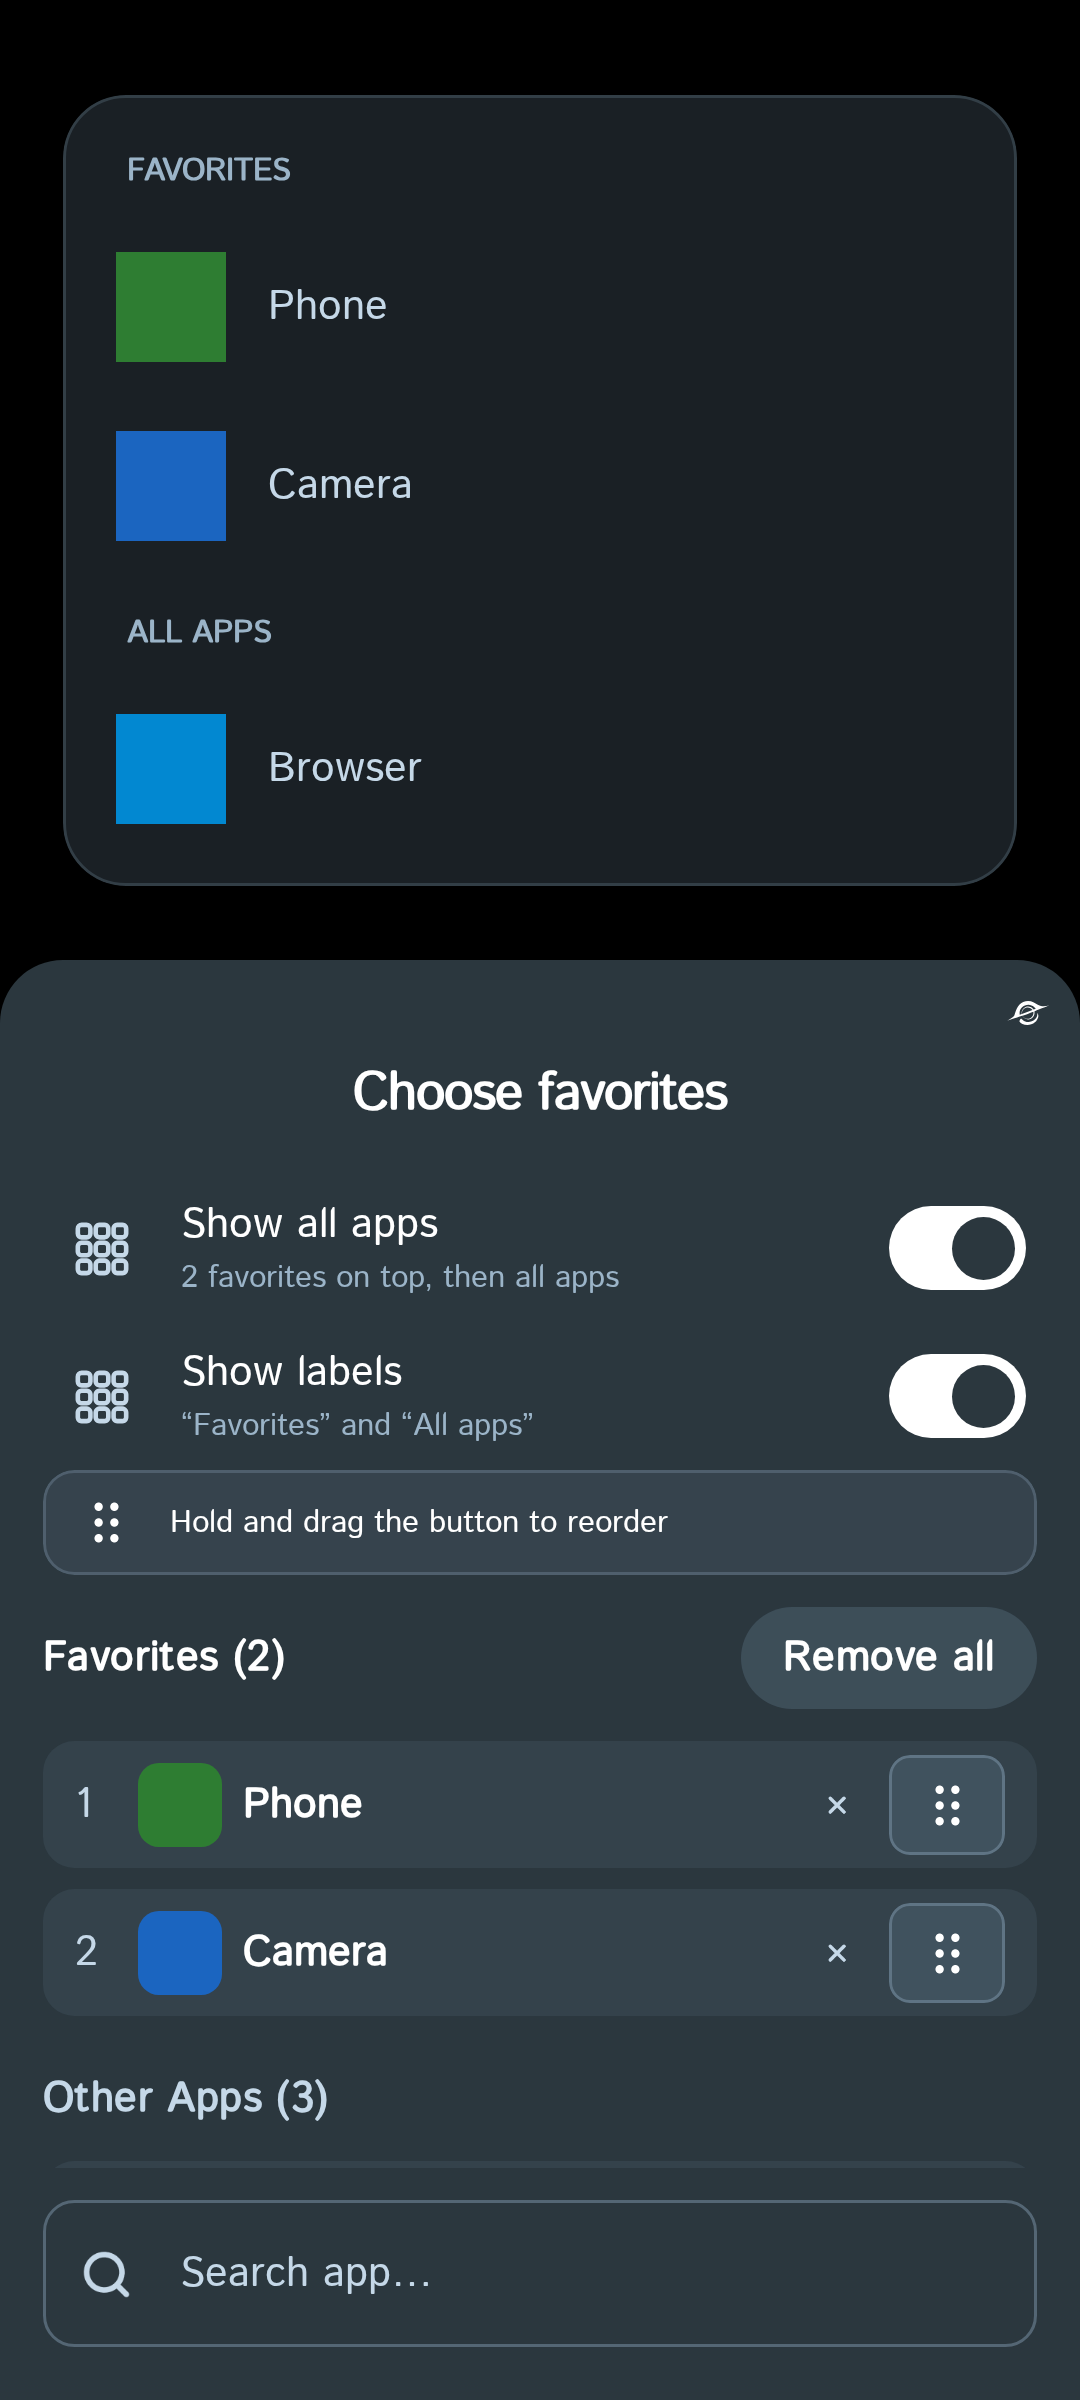 FAVORITES
Phone
Camera
ALL APPS
Browser
Choose favorites
Show all apps
2 favorites on top, then all apps
Show labels
“Favorites” and “All apps”
Hold and drag the button to reorder
Favorites (2)
Remove all
1 Phone ×
2 Camera ×
Other Apps (3)
Search app...